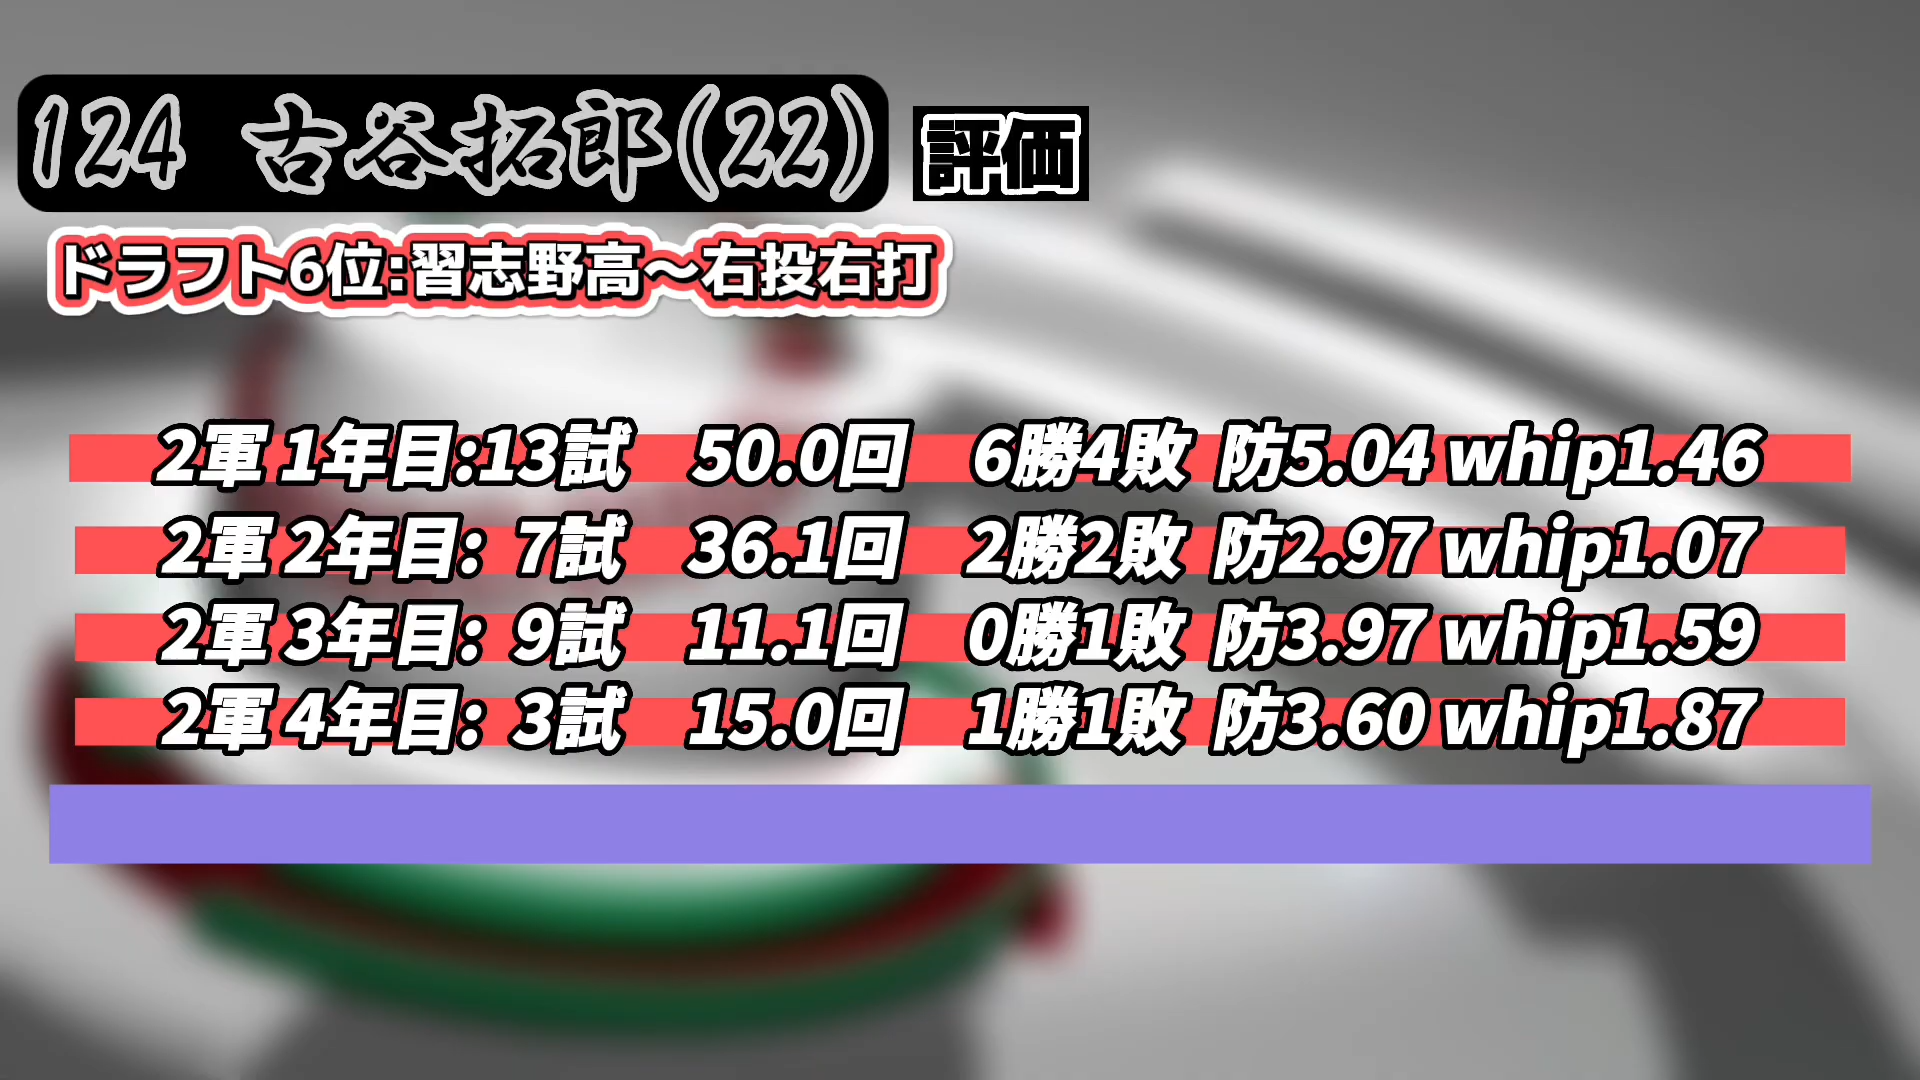 124 古谷拓郎(22) 評価
ドラフト6位:習志野高～右投右打
2軍 1年目:13試 50.0回 6勝4敗 防5.04 whip1.46
2軍 2年目: 7試 36.1回 2勝2敗 防2.97 whip1.07
2軍 3年目: 9試 11.1回 0勝1敗 防3.97 whip1.59
2軍 4年目: 3試 15.0回 1勝1敗 防3.60 whip1.87